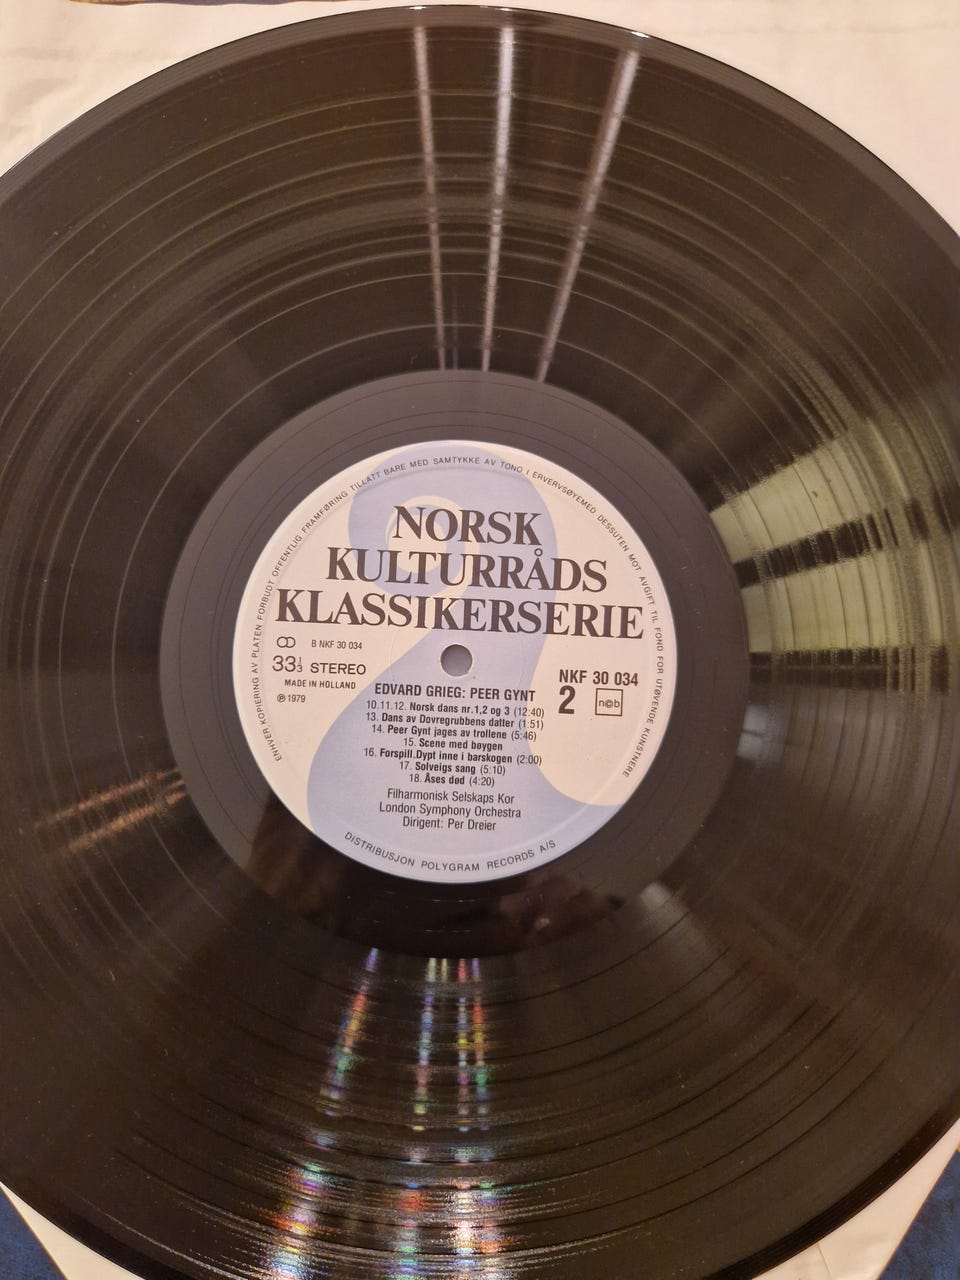 ENHVER KOPIERING AV PLATEN FORBUDT OFFENTLIG FRAMFØRING TILLATT BARE MED SAMTYKKE AV TONO I ERVERVSØYEMED DESSUTEN MOT AVGIFT TIL FOND FOR UTØVENDE KUNSTNERE
NORSK
KULTURRÅDS
KLASSIKERSERIE
B NKF 30 034
33⅓ STEREO
MADE IN HOLLAND
℗ 1979
NKF 30 034
2
n©b
EDVARD GRIEG: PEER GYNT
10.11.12. Norsk dans nr.1,2 og 3 (12:40)
13. Dans av Dovregrubbens datter (1:51)
14. Peer Gynt jages av trollene (5:46)
15. Scene med bøygen
16. Forspill.Dypt inne i barskogen (2:00)
17. Solveigs sang (5:10)
18. Åses død (4:20)
Filharmonisk Selskaps Kor
London Symphony Orchestra
Dirigent: Per Dreier
DISTRIBUSJON POLYGRAM RECORDS A/S